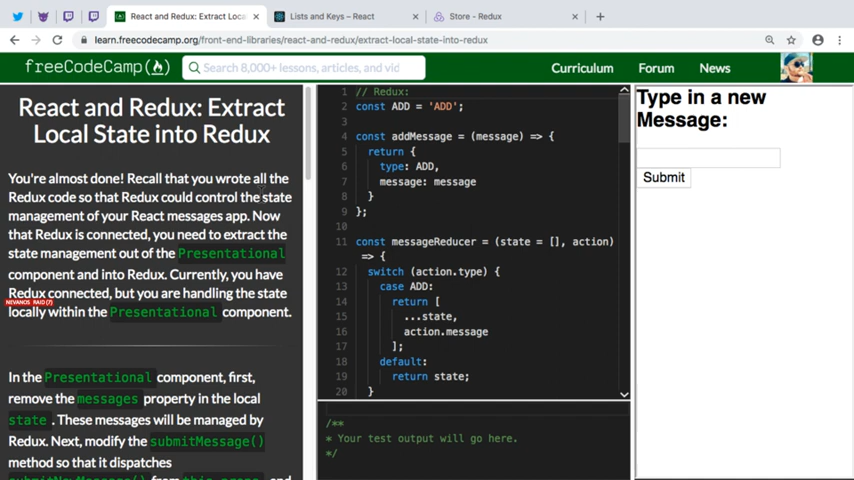 React and Redux: Extract Loca
Lists and Keys – React
Store - Redux
learn.freecodecamp.org/front-end-libraries/react-and-redux/extract-local-state-into-redux
freeCodeCamp
Search 8,000+ lessons, articles, and vid
Curriculum
Forum
News
React and Redux: Extract
Local State into Redux
You're almost done! Recall that you wrote all the
Redux code so that Redux could control the state
management of your React messages app. Now
that Redux is connected, you need to extract the
state management out of the Presentational
component and into Redux. Currently, you have
Redux connected, but you are handling the state
NEVANOS RAID (7)
locally within the Presentational component.
In the Presentational component, first,
remove the messages property in the local
state . These messages will be managed by
Redux. Next, modify the submitMessage()
method so that it dispatches
submitNewMessage() from this.props, and
1 // Redux:
2 const ADD = 'ADD';
3
4 const addMessage = (message) => {
5 return {
6 type: ADD,
7 message: message
8 }
9 };
10
11 const messageReducer = (state = [], action)
=> {
12 switch (action.type) {
13 case ADD:
14 return [
15 ...state,
16 action.message
17 ];
18 default:
19 return state;
20 }
/**
* Your test output will go here.
*/
Type in a new
Message:
Submit